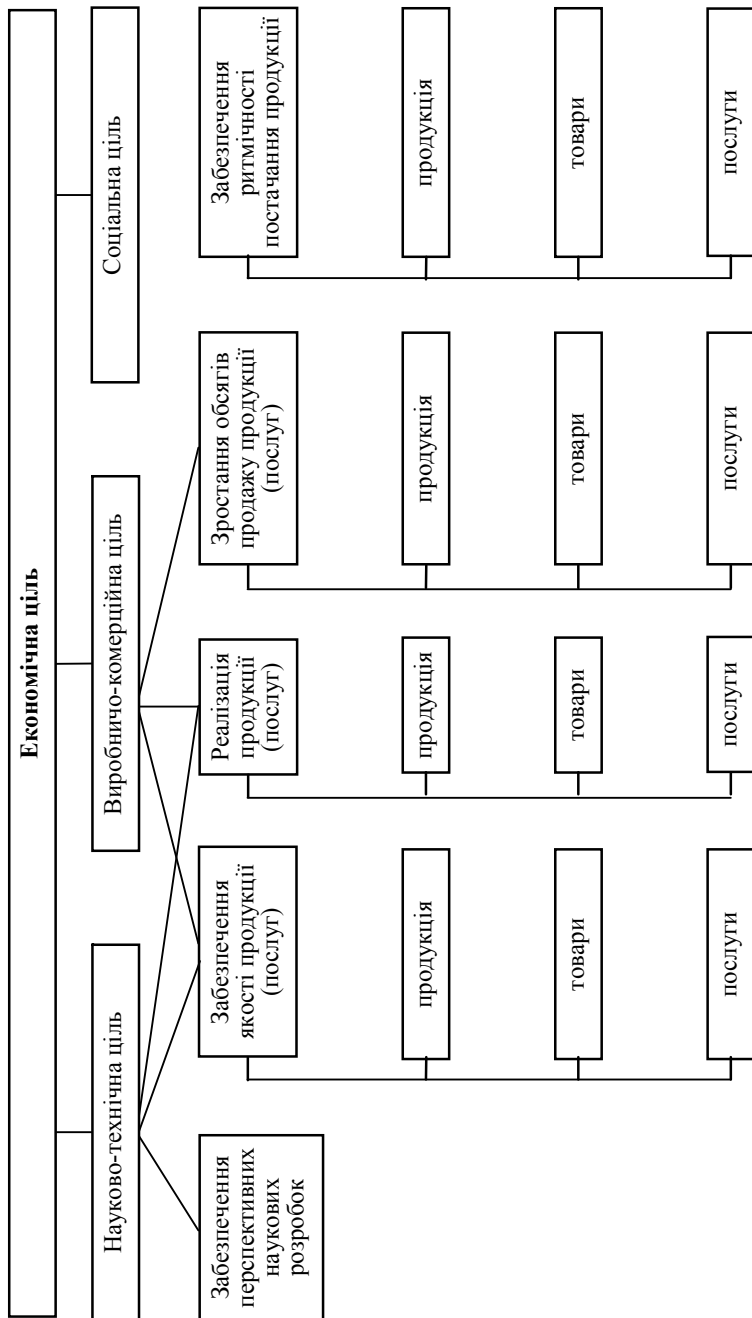 Економічна ціль
Науково-технічна ціль
Виробничо-комерційна ціль
Соціальна ціль
Забезпечення
перспективних
наукових
розробок
Забезпечення
якості продукції
(послуг)
Реалізація
продукції
(послуг)
Зростання обсягів
продажу продукції
(послуг)
Забезпечення
ритмічності
постачання продукції
продукція
продукція
продукція
продукція
товари
товари
товари
товари
послуги
послуги
послуги
послуги